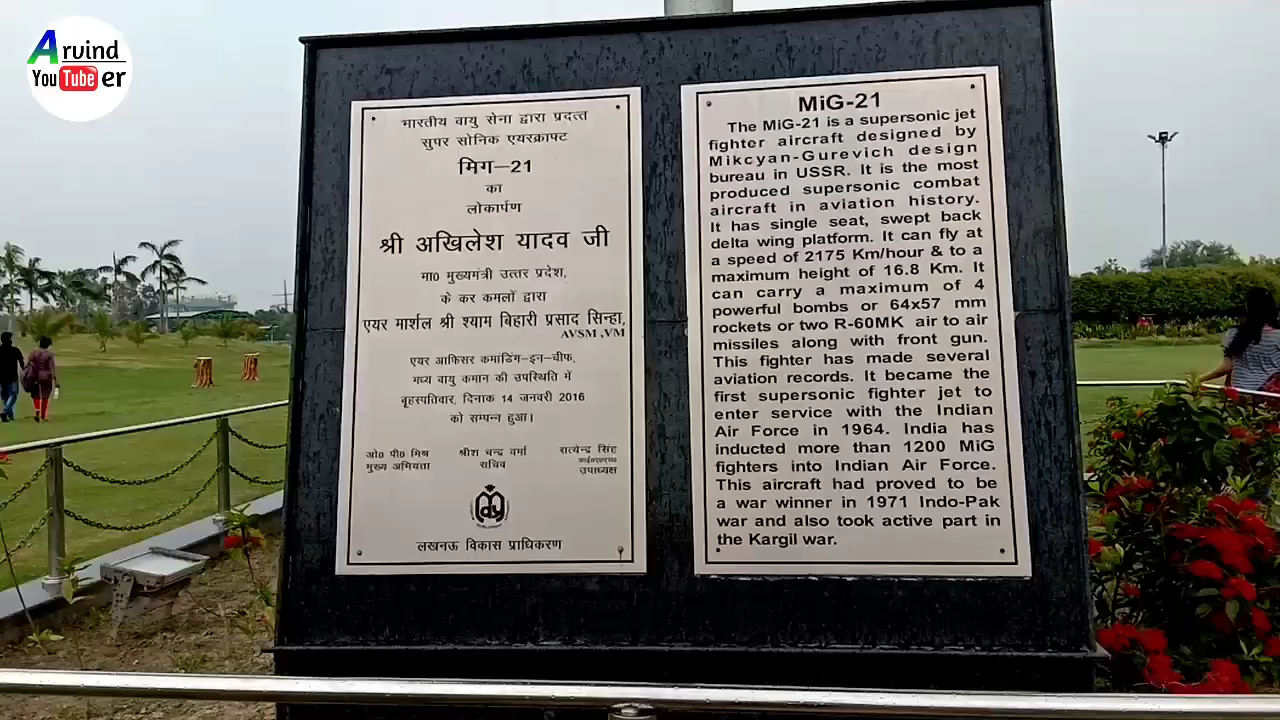 Arvind
YouTuber
भारतीय वायु सेना द्वारा प्रदत्त
सुपर सोनिक एयरक्राफ्ट
मिग–21
का
लोकार्पण
श्री अखिलेश यादव जी
मा0 मुख्यमंत्री उत्तर प्रदेश,
के कर कमलों द्वारा
एयर मार्शल श्री श्याम बिहारी प्रसाद सिन्हा,
AVSM ,VM
एयर आफिसर कमांडिंग-इन-चीफ,
मध्य वायु कमान की उपस्थिति में
बृहस्पतिवार, दिनाक 14 जनवरी 2016
को सम्पन्न हुआ।
ओ0 पी0 मिश्र
मुख्य अभियंता
श्रीश चन्द्र वर्मा
सचिव
सत्येन्द्र सिंह
उपाध्यक्ष
लखनऊ विकास प्राधिकरण
MiG-21
The MiG-21 is a supersonic jet
fighter aircraft designed by
Mikcyan-Gurevich design
bureau in USSR. It is the most
produced supersonic combat
aircraft in aviation history.
It has single seat, swept back
delta wing platform. It can fly at
a speed of 2175 Km/hour & to a
maximum height of 16.8 Km. It
can carry a maximum of 4
powerful bombs or 64x57 mm
rockets or two R-60MK air to air
missiles along with front gun.
This fighter has made several
aviation records. It became the
first supersonic fighter jet to
enter service with the Indian
Air Force in 1964. India has
inducted more than 1200 MiG
fighters into Indian Air Force.
This aircraft had proved to be
a war winner in 1971 Indo-Pak
war and also took active part in
the Kargil war.